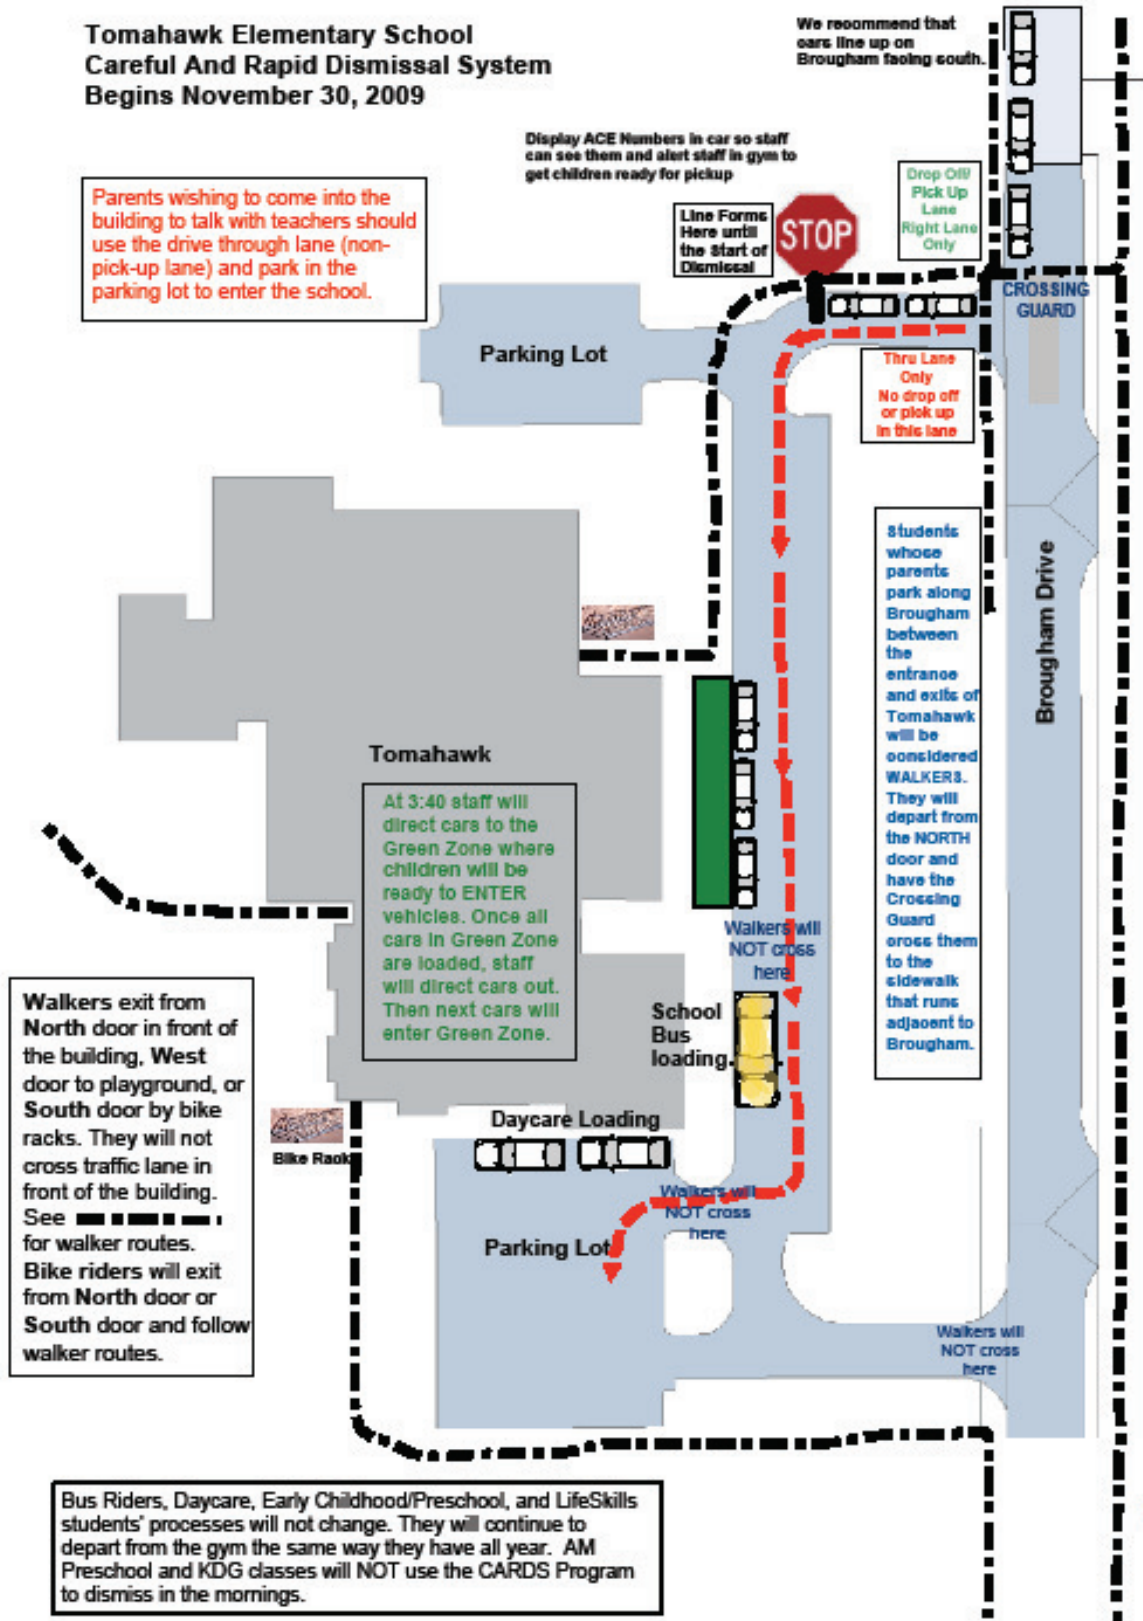 Tomahawk Elementary School
Careful And Rapid Dismissal System
Begins November 30, 2009
We recommend that
cars line up on
Brougham facing south.
Display ACE Numbers in car so staff
can see them and alert staff in gym to
get children ready for pickup
Parents wishing to come into the
building to talk with teachers should
use the drive through lane (non-
pick-up lane) and park in the
parking lot to enter the school.
Line Forms
Here until
the Start of
Dismissal
STOP
Drop Off/
Pick Up
Lane
Right Lane
Only
CROSSING
GUARD
Parking Lot
Thru Lane
Only
No drop off
or pick up
in this lane
Students
whose
parents
park along
Brougham
between
the
entrance
and exits of
Tomahawk
will be
considered
WALKERS.
They will
depart from
the NORTH
door and
have the
Crossing
Guard
cross them
to the
sidewalk
that runs
adjacent to
Brougham.
Brougham Drive
Tomahawk
At 3:40 staff will
direct cars to the
Green Zone where
children will be
ready to ENTER
vehicles. Once all
cars in Green Zone
are loaded, staff
will direct cars out.
Then next cars will
enter Green Zone.
Walkers will
NOT cross
here
School
Bus
loading.
Walkers exit from
North door in front of
the building, West
door to playground, or
South door by bike
racks. They will not
cross traffic lane in
front of the building.
See
for walker routes.
Bike riders will exit
from North door or
South door and follow
walker routes.
Daycare Loading
Bike Rack
Walkers will
NOT cross
here
Parking Lot
Walkers will
NOT cross
here
Bus Riders, Daycare, Early Childhood/Preschool, and LifeSkills
students' processes will not change. They will continue to
depart from the gym the same way they have all year. AM
Preschool and KDG classes will NOT use the CARDS Program
to dismiss in the mornings.